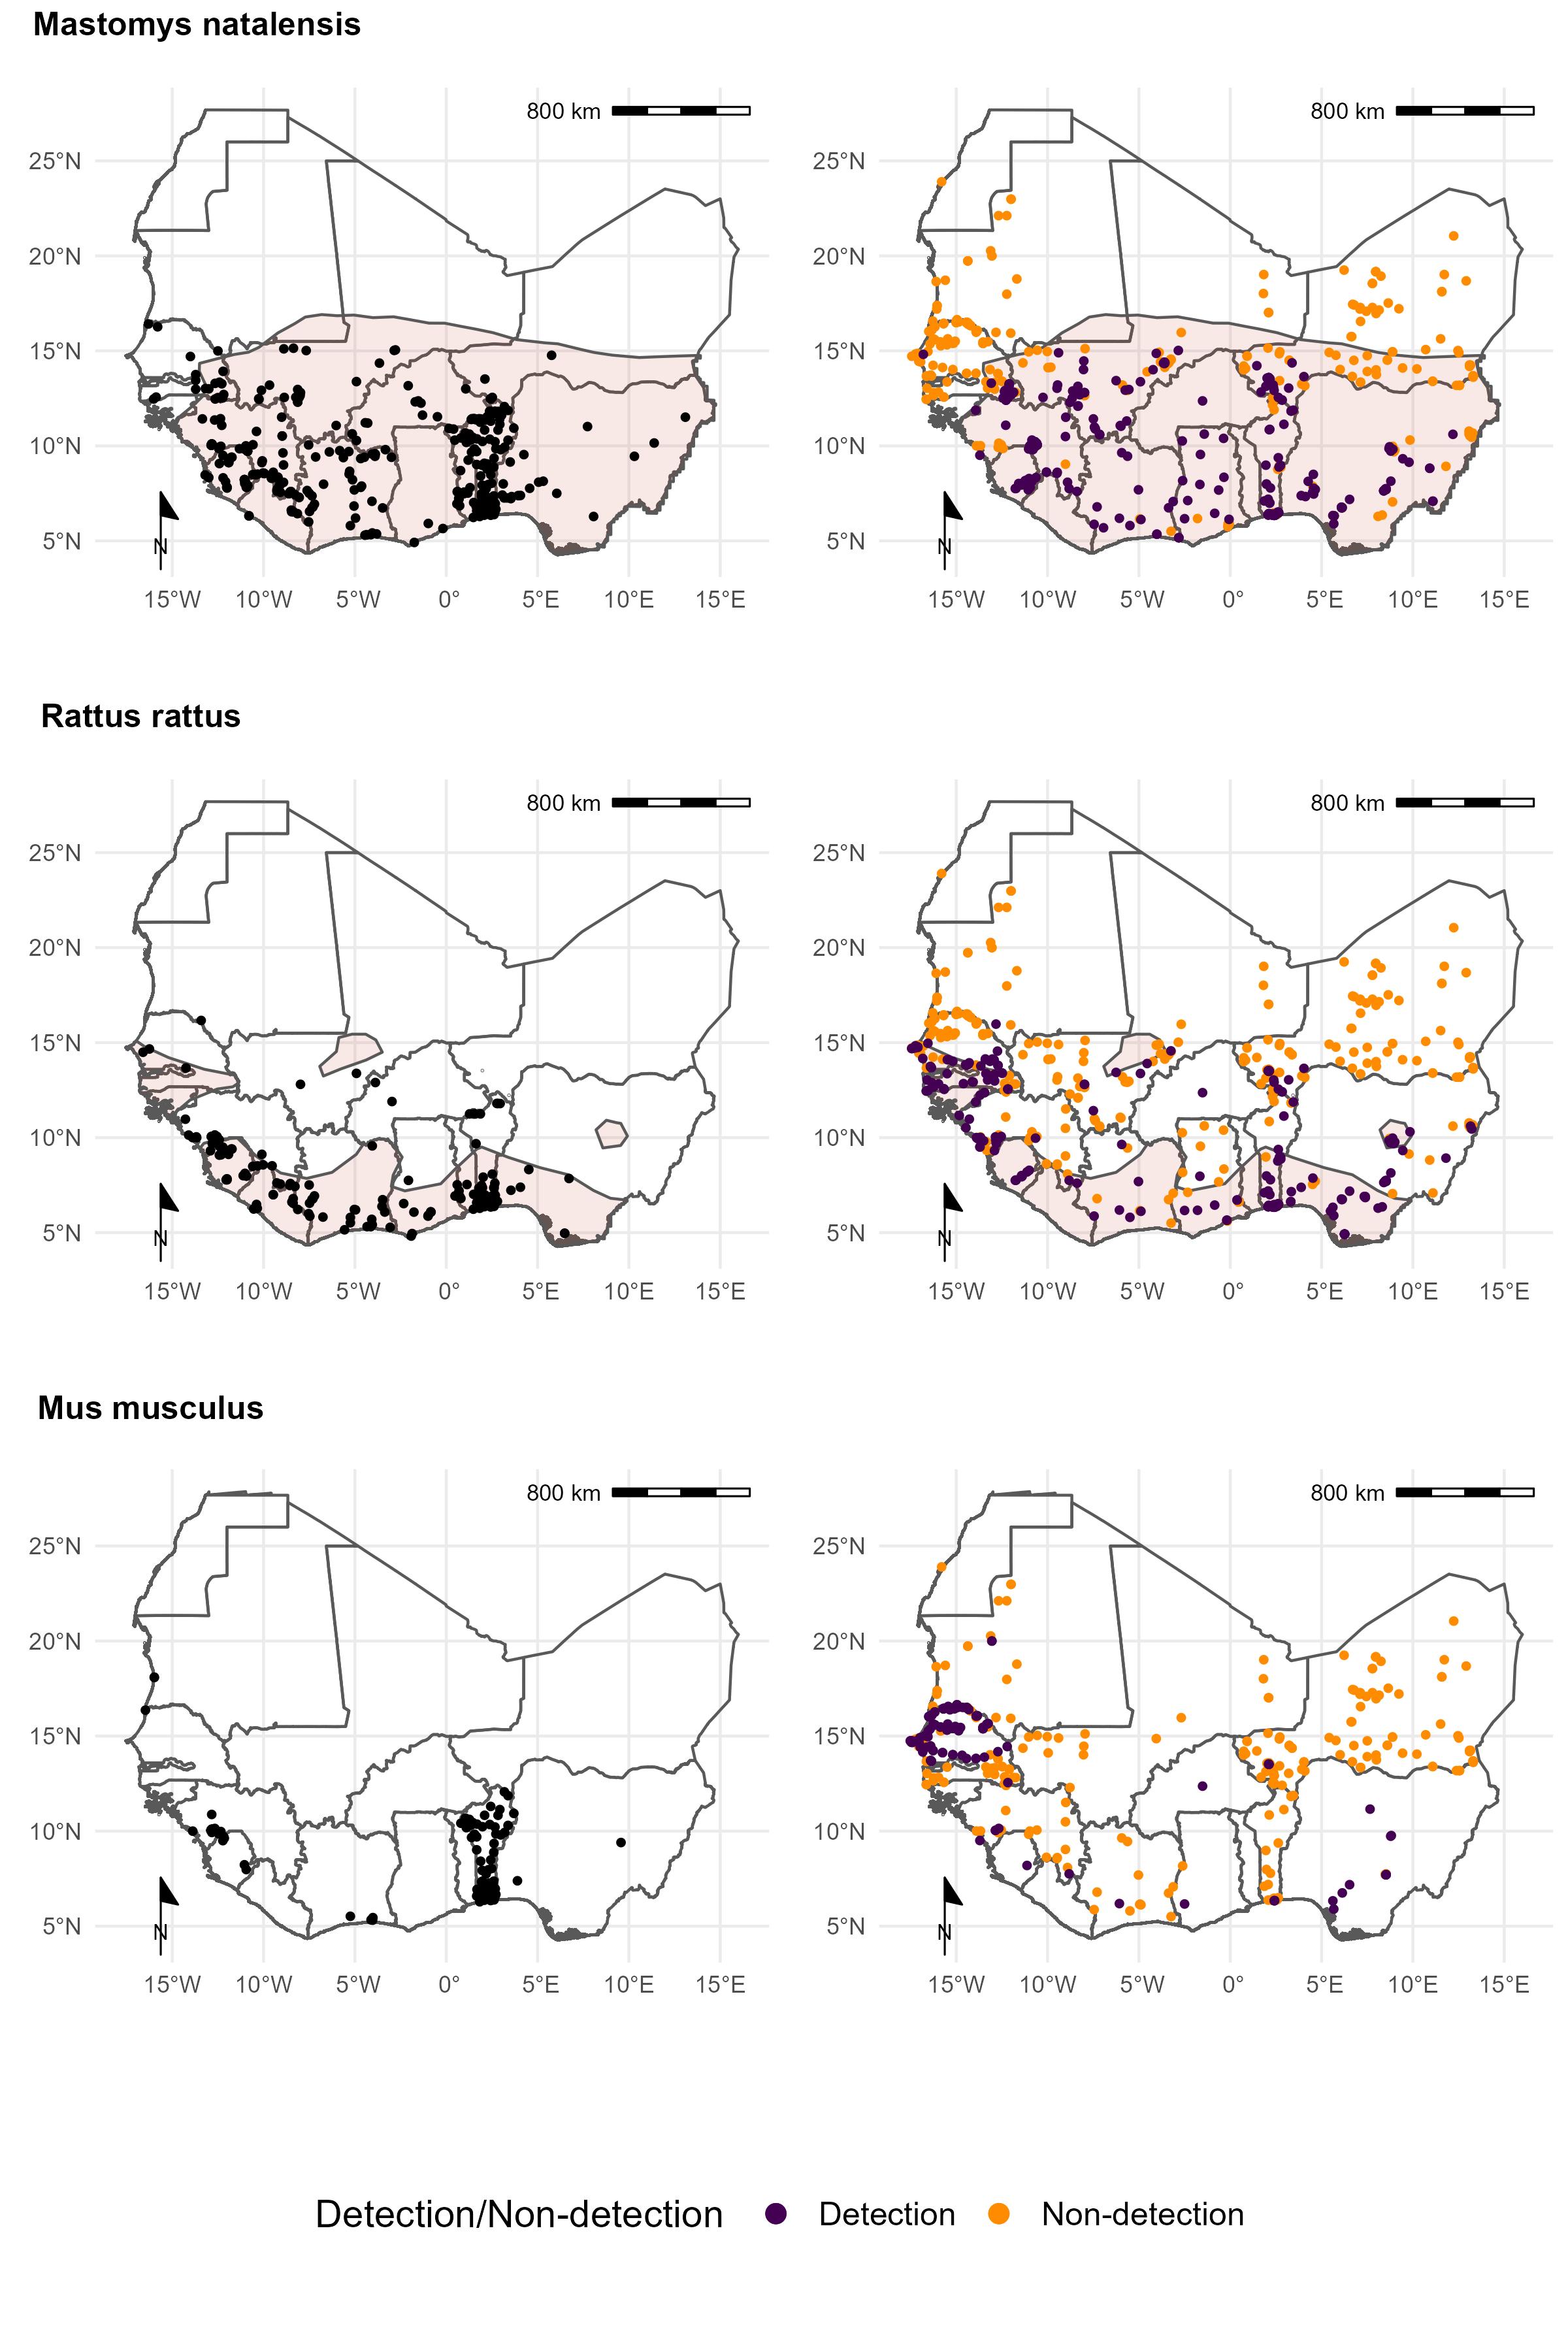 Mastomys natalensis
800 km
800 km
25°N
20°N
15°N
10°N
5°N
N
15°W 10°W 5°W 0° 5°E 10°E 15°E
25°N
20°N
15°N
10°N
5°N
N
15°W 10°W 5°W 0° 5°E 10°E 15°E
Rattus rattus
800 km
800 km
25°N
20°N
15°N
10°N
5°N
N
15°W 10°W 5°W 0° 5°E 10°E 15°E
25°N
20°N
15°N
10°N
5°N
N
15°W 10°W 5°W 0° 5°E 10°E 15°E
Mus musculus
800 km
800 km
25°N
20°N
15°N
10°N
5°N
N
15°W 10°W 5°W 0° 5°E 10°E 15°E
25°N
20°N
15°N
10°N
5°N
N
15°W 10°W 5°W 0° 5°E 10°E 15°E
Detection/Non-detection Detection Non-detection